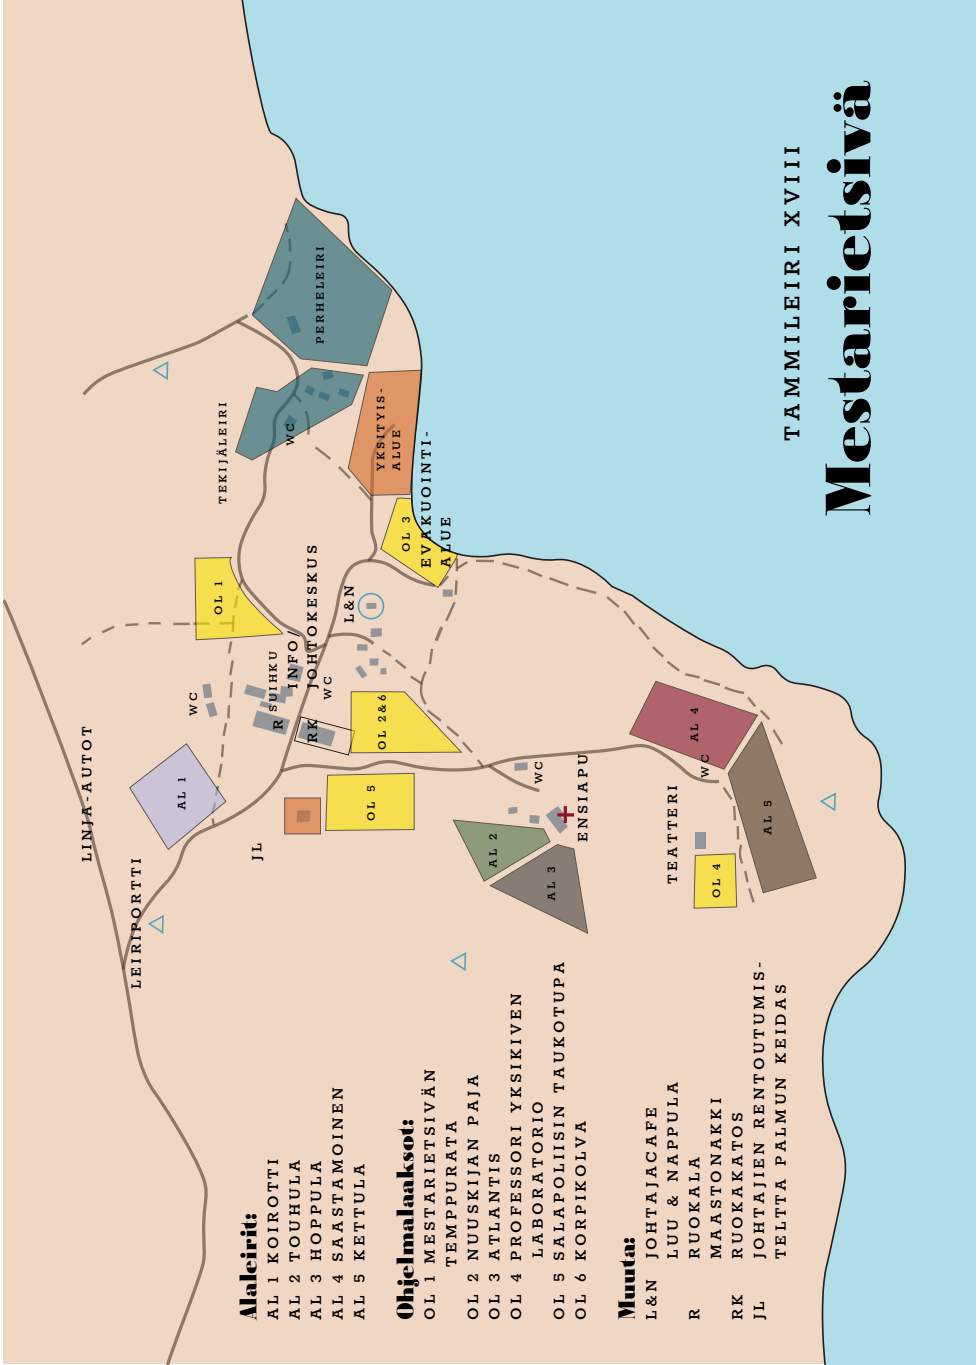 TAMMILEIRI XVIII
Mestarietsivä
LINJA-AUTOT
LEIRIPORTTI
AL 1
WC
OL 1
TEKIJÄLEIRI
WC
PERHELEIRI
YKSITYIS-
ALUE
OL 3
EVAKUOINTI-
ALUE
JL
R
SUIHKU
INFO/
JOHTOKESKUS
RK
WC
L&N
OL 5
OL 2&6
AL 2
AL 3
WC
ENSIAPU
TEATTERI
OL 4
AL 4
WC
AL 5
Alaleirit:
AL 1 KOIROTTI
AL 2 TOUHULA
AL 3 HOPPULA
AL 4 SAASTAMOINEN
AL 5 KETTULA
Ohjelmalaaksot:
OL 1 MESTARIETSIVÄN
TEMPPURATA
OL 2 NUUSKIJAN PAJA
OL 3 ATLANTIS
OL 4 PROFESSORI YKSIKIVEN
LABORATORIO
OL 5 SALAPOLIISIN TAUKOTUPA
OL 6 KORPIKOLVA
Muuta:
L&N JOHTAJACAFE
LUU & NAPPULA
R RUOKALA
MAASTONAKKI
RK RUOKAKATOS
JL JOHTAJIEN RENTOUTUMIS-
TELTTA PALMUN KEIDAS